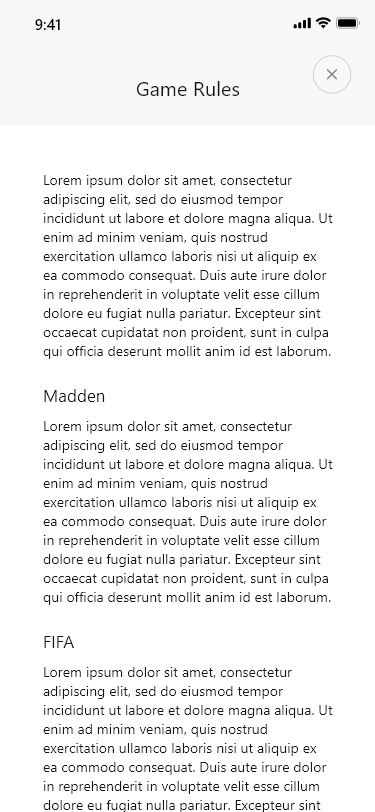 9:41
Game Rules
Lorem ipsum dolor sit amet, consectetur
adipiscing elit, sed do eiusmod tempor
incididunt ut labore et dolore magna aliqua. Ut
enim ad minim veniam, quis nostrud
exercitation ullamco laboris nisi ut aliquip ex
ea commodo consequat. Duis aute irure dolor
in reprehenderit in voluptate velit esse cillum
dolore eu fugiat nulla pariatur. Excepteur sint
occaecat cupidatat non proident, sunt in culpa
qui officia deserunt mollit anim id est laborum.
Madden
Lorem ipsum dolor sit amet, consectetur
adipiscing elit, sed do eiusmod tempor
incididunt ut labore et dolore magna aliqua. Ut
enim ad minim veniam, quis nostrud
exercitation ullamco laboris nisi ut aliquip ex
ea commodo consequat. Duis aute irure dolor
in reprehenderit in voluptate velit esse cillum
dolore eu fugiat nulla pariatur. Excepteur sint
occaecat cupidatat non proident, sunt in culpa
qui officia deserunt mollit anim id est laborum.
FIFA
Lorem ipsum dolor sit amet, consectetur
adipiscing elit, sed do eiusmod tempor
incididunt ut labore et dolore magna aliqua. Ut
enim ad minim veniam, quis nostrud
exercitation ullamco laboris nisi ut aliquip ex
ea commodo consequat. Duis aute irure dolor
in reprehenderit in voluptate velit esse cillum
dolore eu fugiat nulla pariatur. Excepteur sint